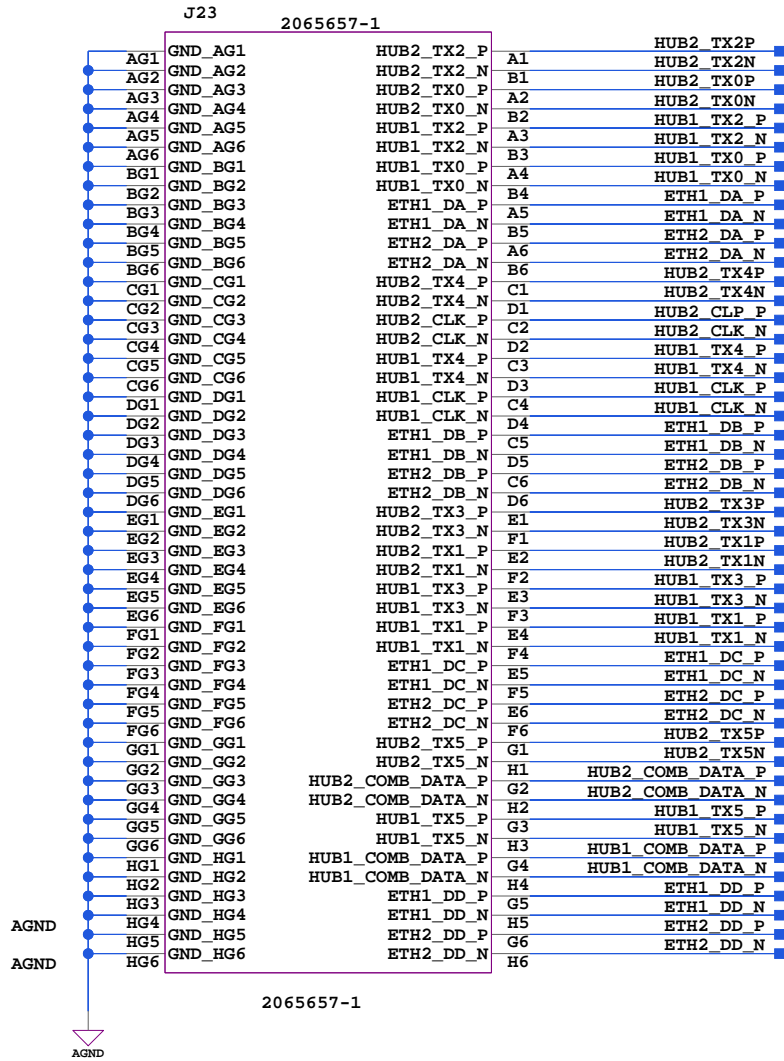 J23
2065657-1
GND_AG1 HUB2_TX2_P HUB2_TX2P
AG1 A1
GND_AG2 HUB2_TX2_N HUB2_TX2N
AG2 B1
GND_AG3 HUB2_TX0_P HUB2_TX0P
AG3 A2
GND_AG4 HUB2_TX0_N HUB2_TX0N
AG4 B2
GND_AG5 HUB1_TX2_P HUB1_TX2_P
AG5 A3
GND_AG6 HUB1_TX2_N HUB1_TX2_N
AG6 B3
GND_BG1 HUB1_TX0_P HUB1_TX0_P
BG1 A4
GND_BG2 HUB1_TX0_N HUB1_TX0_N
BG2 B4
GND_BG3 ETH1_DA_P ETH1_DA_P
BG3 A5
GND_BG4 ETH1_DA_N ETH1_DA_N
BG4 B5
GND_BG5 ETH2_DA_P ETH2_DA_P
BG5 A6
GND_BG6 ETH2_DA_N ETH2_DA_N
BG6 B6
GND_CG1 HUB2_TX4_P HUB2_TX4P
CG1 C1
GND_CG2 HUB2_TX4_N HUB2_TX4N
CG2 D1
GND_CG3 HUB2_CLK_P HUB2_CLP_P
CG3 C2
GND_CG4 HUB2_CLK_N HUB2_CLK_N
CG4 D2
GND_CG5 HUB1_TX4_P HUB1_TX4_P
CG5 C3
GND_CG6 HUB1_TX4_N HUB1_TX4_N
CG6 D3
GND_DG1 HUB1_CLK_P HUB1_CLK_P
DG1 C4
GND_DG2 HUB1_CLK_N HUB1_CLK_N
DG2 D4
GND_DG3 ETH1_DB_P ETH1_DB_P
DG3 C5
GND_DG4 ETH1_DB_N ETH1_DB_N
DG4 D5
GND_DG5 ETH2_DB_P ETH2_DB_P
DG5 C6
GND_DG6 ETH2_DB_N ETH2_DB_N
DG6 D6
GND_EG1 HUB2_TX3_P HUB2_TX3P
EG1 E1
GND_EG2 HUB2_TX3_N HUB2_TX3N
EG2 F1
GND_EG3 HUB2_TX1_P HUB2_TX1P
EG3 E2
GND_EG4 HUB2_TX1_N HUB2_TX1N
EG4 F2
GND_EG5 HUB1_TX3_P HUB1_TX3_P
EG5 E3
GND_EG6 HUB1_TX3_N HUB1_TX3_N
EG6 F3
GND_FG1 HUB1_TX1_P HUB1_TX1_P
FG1 E4
GND_FG2 HUB1_TX1_N HUB1_TX1_N
FG2 F4
GND_FG3 ETH1_DC_P ETH1_DC_P
FG3 E5
GND_FG4 ETH1_DC_N ETH1_DC_N
FG4 F5
GND_FG5 ETH2_DC_P ETH2_DC_P
FG5 E6
GND_FG6 ETH2_DC_N ETH2_DC_N
FG6 F6
GND_GG1 HUB2_TX5_P HUB2_TX5P
GG1 G1
GND_GG2 HUB2_TX5_N HUB2_TX5N
GG2 H1
GND_GG3 HUB2_COMB_DATA_P HUB2_COMB_DATA_P
GG3 G2
GND_GG4 HUB2_COMB_DATA_N HUB2_COMB_DATA_N
GG4 H2
GND_GG5 HUB1_TX5_P HUB1_TX5_P
GG5 G3
GND_GG6 HUB1_TX5_N HUB1_TX5_N
GG6 H3
GND_HG1 HUB1_COMB_DATA_P HUB1_COMB_DATA_P
HG1 G4
GND_HG2 HUB1_COMB_DATA_N HUB1_COMB_DATA_N
HG2 H4
GND_HG3 ETH1_DD_P ETH1_DD_P
HG3 G5
GND_HG4 ETH1_DD_N ETH1_DD_N
AGND HG4 H5
GND_HG5 ETH2_DD_P ETH2_DD_P
HG5 G6
GND_HG6 ETH2_DD_N ETH2_DD_N
AGND HG6 H6
2065657-1
AGND